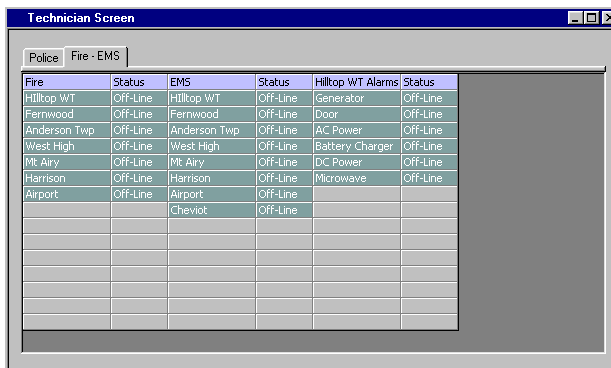 Technician Screen
Police Fire - EMS
Fire Status EMS Status Hilltop WT Alarms Status
HIlltop WT Off-Line HIlltop WT Off-Line Generator Off-Line
Fernwood Off-Line Fernwood Off-Line Door Off-Line
Anderson Twp Off-Line Anderson Twp Off-Line AC Power Off-Line
West High Off-Line West High Off-Line Battery Charger Off-Line
Mt Airy Off-Line Mt Airy Off-Line DC Power Off-Line
Harrison Off-Line Harrison Off-Line Microwave Off-Line
Airport Off-Line Airport Off-Line
Cheviot Off-Line